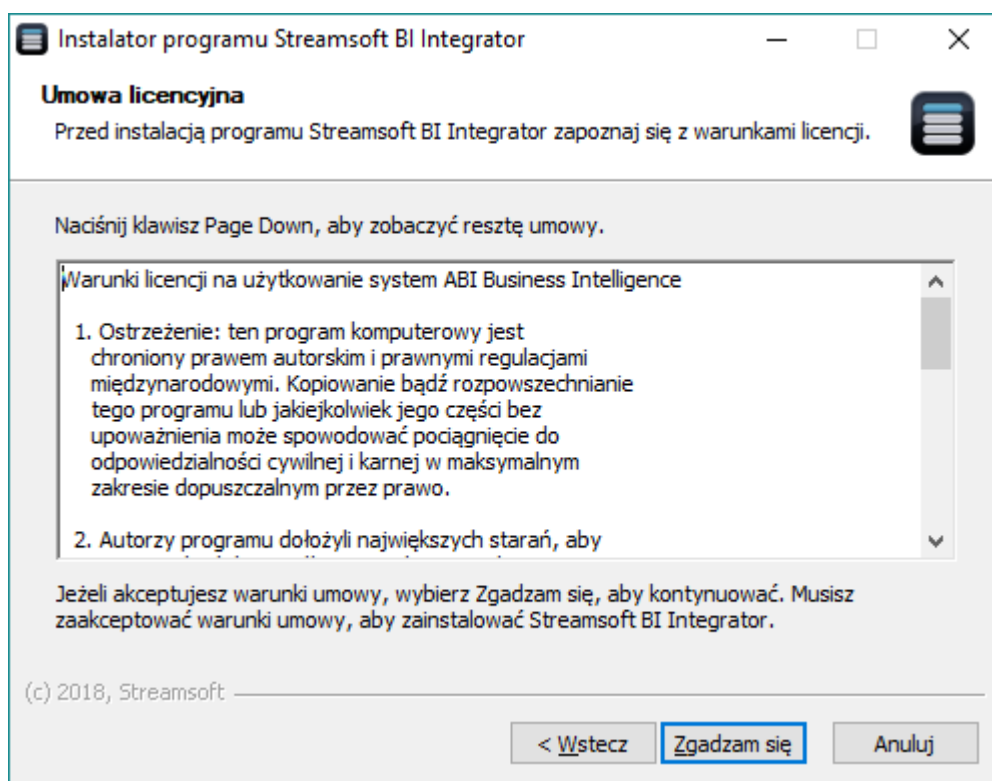 Instalator programu Streamsoft BI Integrator
Umowa licencyjna
Przed instalacją programu Streamsoft BI Integrator zapoznaj się z warunkami licencji.
Naciśnij klawisz Page Down, aby zobaczyć resztę umowy.
Warunki licencji na użytkowanie system ABI Business Intelligence
1. Ostrzeżenie: ten program komputerowy jest
chroniony prawem autorskim i prawnymi regulacjami
międzynarodowymi. Kopiowanie bądź rozpowszechnianie
tego programu lub jakiejkolwiek jego części bez
upoważnienia może spowodować pociągnięcie do
odpowiedzialności cywilnej i karnej w maksymalnym
zakresie dopuszczalnym przez prawo.
2. Autorzy programu dołożyli największych starań, aby
Jeżeli akceptujesz warunki umowy, wybierz Zgadzam się, aby kontynuować. Musisz
zaakceptować warunki umowy, aby zainstalować Streamsoft BI Integrator.
(c) 2018, Streamsoft
< Wstecz
Zgadzam się
Anuluj